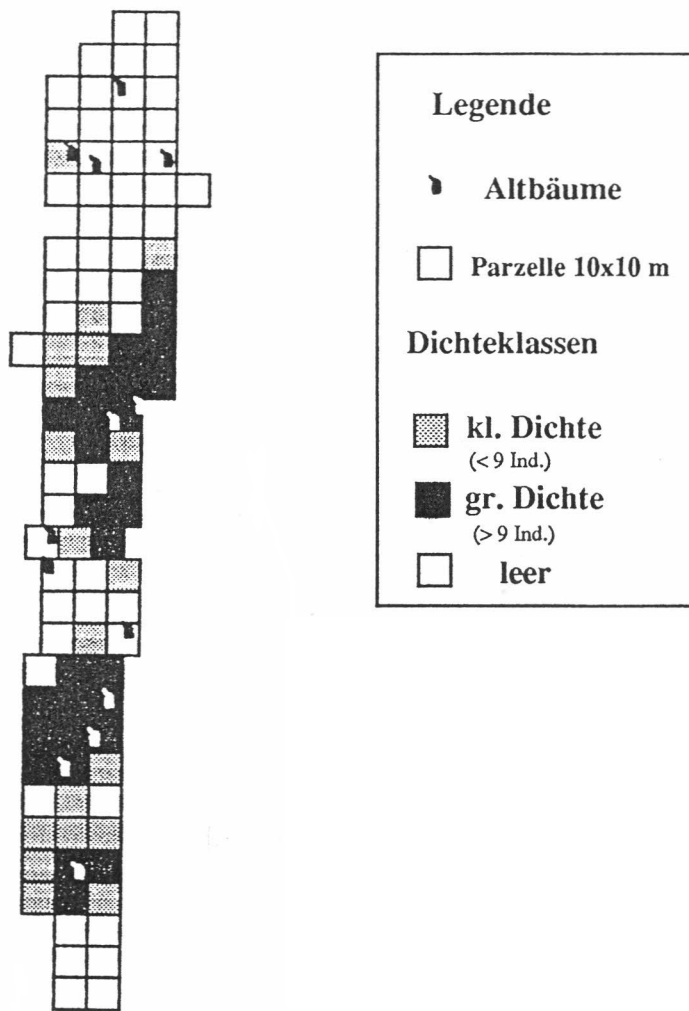 Legende
Altbäume
Parzelle 10x10 m
Dichteklassen
kl. Dichte
(< 9 Ind.)
gr. Dichte
(> 9 Ind.)
leer